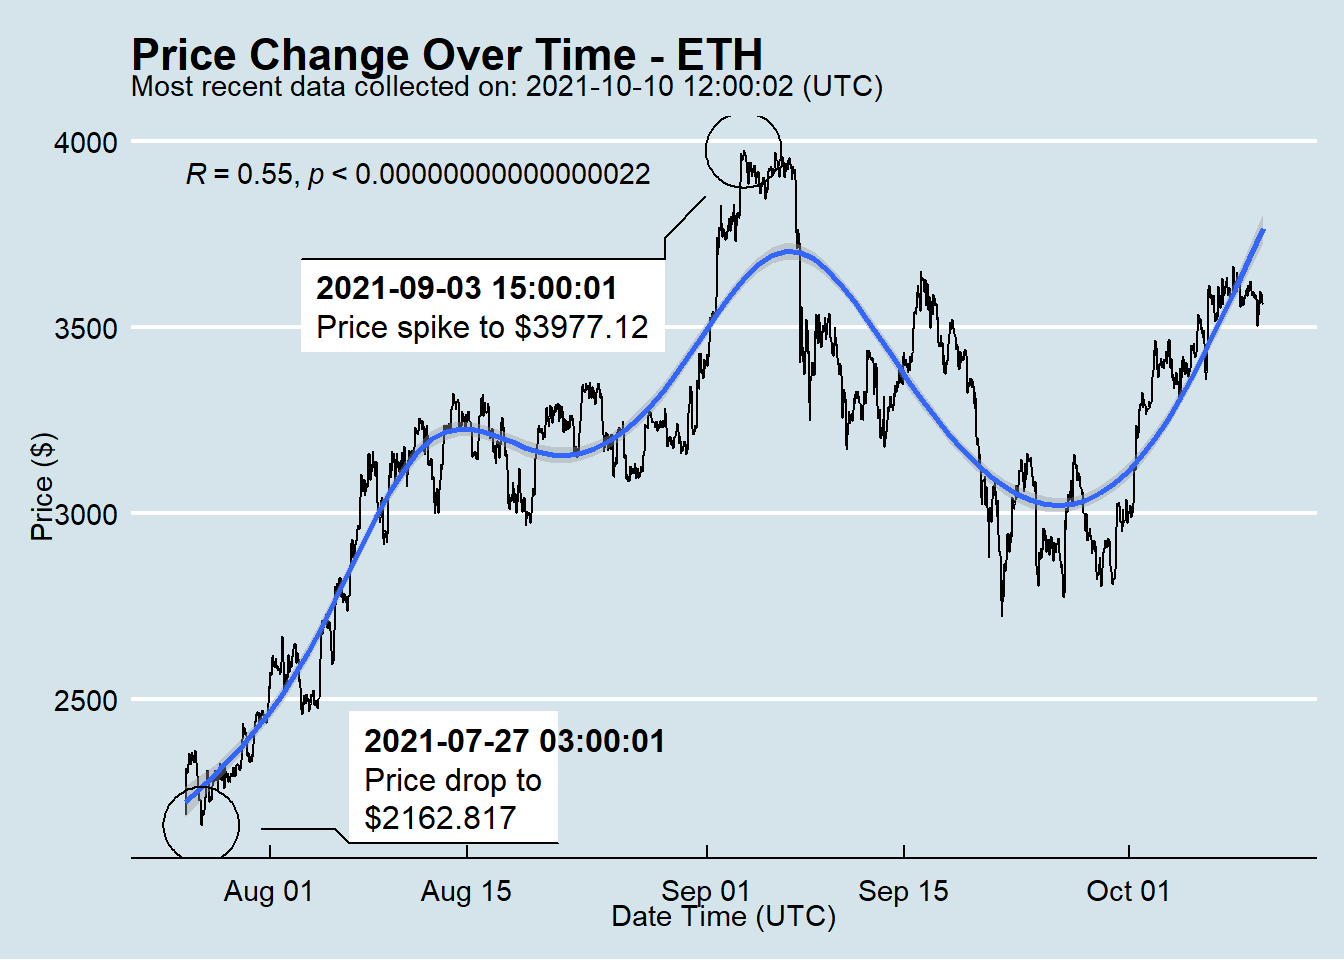 Price Change Over Time - ETH
Most recent data collected on: 2021-10-10 12:00:02 (UTC)
4000
R = 0.55, p < 0.00000000000000022
2021-09-03 15:00:01
Price spike to $3977.12
3500
Price ($)
3000
2500
2021-07-27 03:00:01
Price drop to
$2162.817
Aug 01 Aug 15 Sep 01 Sep 15 Oct 01
Date Time (UTC)